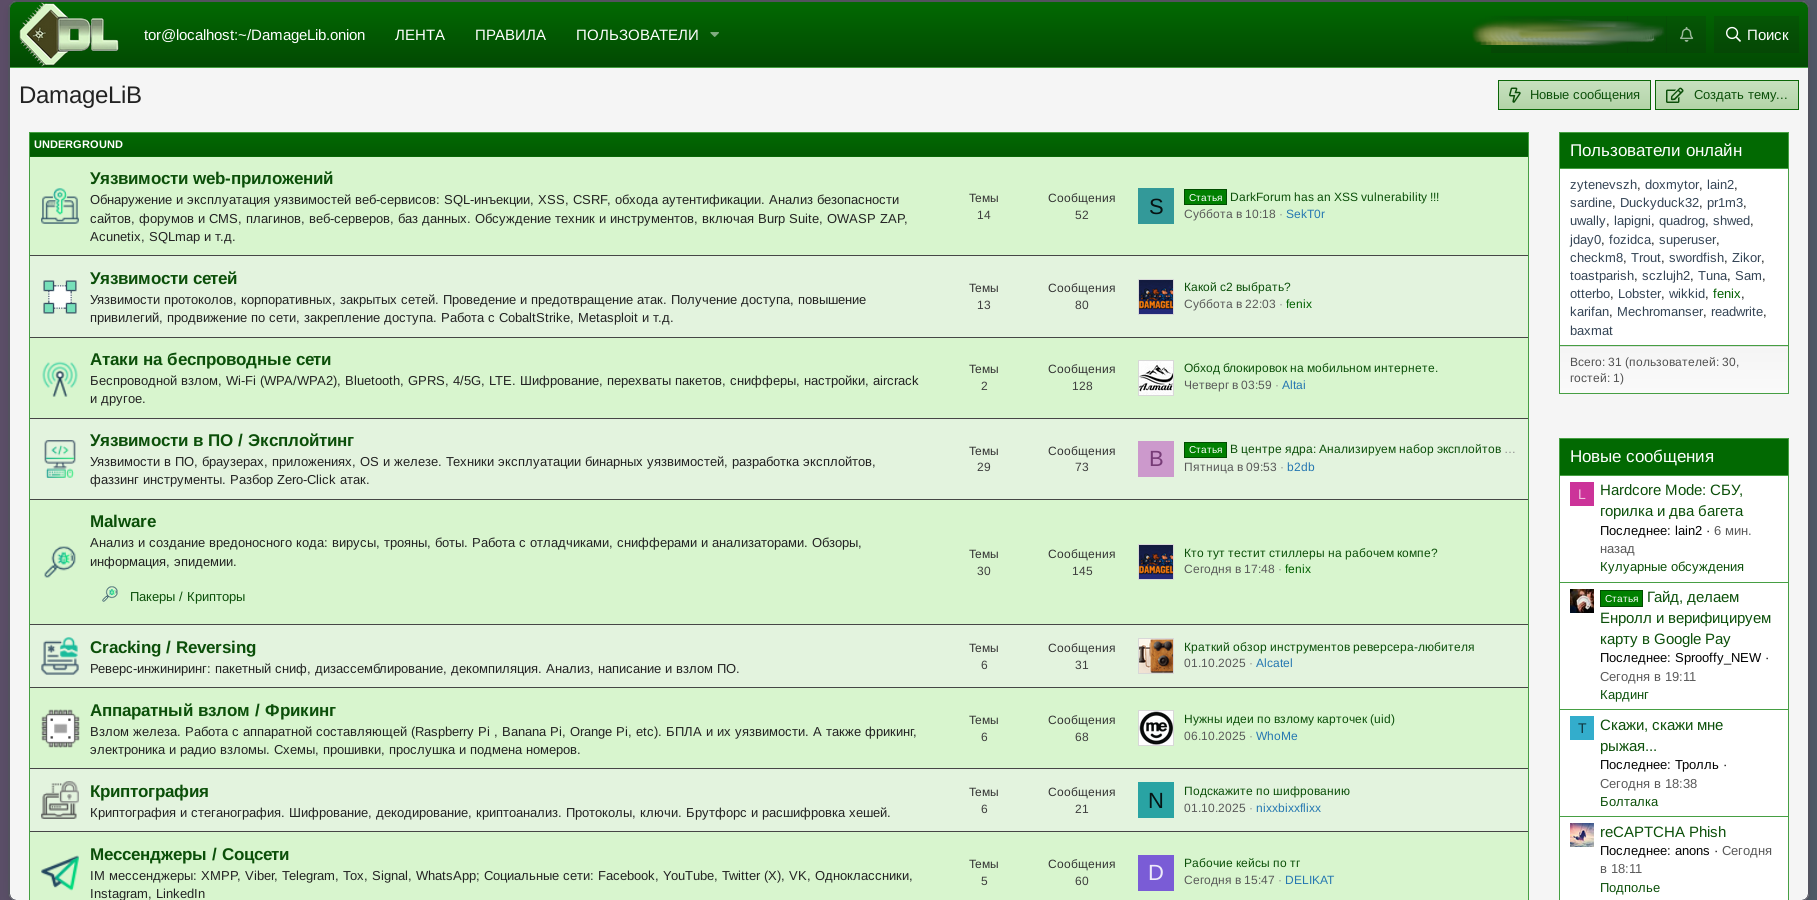 DL
tor@localhost:~/DamageLib.onion ЛЕНТА ПРАВИЛА ПОЛЬЗОВАТЕЛИ Поиск
DamageLiB
Новые сообщения Создать тему...
UNDERGROUND
Уязвимости web-приложений
Обнаружение и эксплуатация уязвимостей веб-сервисов: SQL-инъекции, XSS, CSRF, обхода аутентификации. Анализ безопасности
сайтов, форумов и CMS, плагинов, веб-серверов, баз данных. Обсуждение техник и инструментов, включая Burp Suite, OWASP ZAP,
Acunetix, SQLmap и т.д.
Темы
14
Сообщения
52
S
Статья DarkForum has an XSS vulnerability !!!
Суббота в 10:18 · SekT0r
Уязвимости сетей
Уязвимости протоколов, корпоративных, закрытых сетей. Проведение и предотвращение атак. Получение доступа, повышение
привилегий, продвижение по сети, закрепление доступа. Работа с CobaltStrike, Metasploit и т.д.
Темы
13
Сообщения
80
DAMAGEL
Какой с2 выбрать?
Суббота в 22:03 · fenix
Атаки на беспроводные сети
Беспроводной взлом, Wi-Fi (WPA/WPA2), Bluetooth, GPRS, 4/5G, LTE. Шифрование, перехваты пакетов, снифферы, настройки, aircrack
и другое.
Темы
2
Сообщения
128
Алтай
Обход блокировок на мобильном интернете.
Четверг в 03:59 · Altai
Уязвимости в ПО / Эксплойтинг
Уязвимости в ПО, браузерах, приложениях, OS и железе. Техники эксплуатации бинарных уязвимостей, разработка эксплойтов,
фаззинг инструменты. Разбор Zero-Click атак.
Темы
29
Сообщения
73
B
Статья В центре ядра: Анализируем набор эксплойтов ...
Пятница в 09:53 · b2db
Malware
Анализ и создание вредоносного кода: вирусы, трояны, боты. Работа с отладчиками, снифферами и анализаторами. Обзоры,
информация, эпидемии.
Пакеры / Крипторы
Темы
30
Сообщения
145
DAMAGEL
Кто тут тестит стиллеры на рабочем компе?
Сегодня в 17:48 · fenix
Cracking / Reversing
Реверс-инжиниринг: пакетный сниф, дизассемблирование, декомпиляция. Анализ, написание и взлом ПО.
Темы
6
Сообщения
31
Краткий обзор инструментов реверсера-любителя
01.10.2025 · Alcatel
Аппаратный взлом / Фрикинг
Взлом железа. Работа с аппаратной составляющей (Raspberry Pi , Banana Pi, Orange Pi, etc). БПЛА и их уязвимости. А также фрикинг,
электроника и радио взломы. Схемы, прошивки, прослушка и подмена номеров.
Темы
6
Сообщения
68
me
Нужны идеи по взлому карточек (uid)
06.10.2025 · WhoMe
Криптография
Криптография и стеганография. Шифрование, декодирование, криптоанализ. Протоколы, ключи. Брутфорс и расшифровка хешей.
Темы
6
Сообщения
21
N
Подскажите по шифрованию
01.10.2025 · nixxbixxflixx
Мессенджеры / Соцсети
IM мессенджеры: XMPP, Viber, Telegram, Tox, Signal, WhatsApp; Социальные сети: Facebook, YouTube, Twitter (X), VK, Одноклассники,
Instagram, LinkedIn
Темы
5
Сообщения
60
D
Рабочие кейсы по тг
Сегодня в 15:47 · DELIKAT
Пользователи онлайн
zytenevszh, doxmytor, lain2,
sardine, Duckyduck32, pr1m3,
uwally, lapigni, quadrog, shwed,
jday0, fozidca, superuser,
checkm8, Trout, swordfish, Zikor,
toastparish, sczlujh2, Tuna, Sam,
otterbo, Lobster, wikkid, fenix,
karifan, Mechromanser, readwrite,
baxmat
Всего: 31 (пользователей: 30,
гостей: 1)
Новые сообщения
L
Hardcore Mode: СБУ,
горилка и два багета
Последнее: lain2 · 6 мин.
назад
Кулуарные обсуждения
Статья Гайд, делаем
Енролл и верифицируем
карту в Google Pay
Последнее: Sprooffy_NEW ·
Сегодня в 19:11
Кардинг
T
Скажи, скажи мне
рыжая...
Последнее: Тролль ·
Сегодня в 18:38
Болталка
reCAPTCHA Phish
Последнее: anons · Сегодня
в 18:11
Подполье